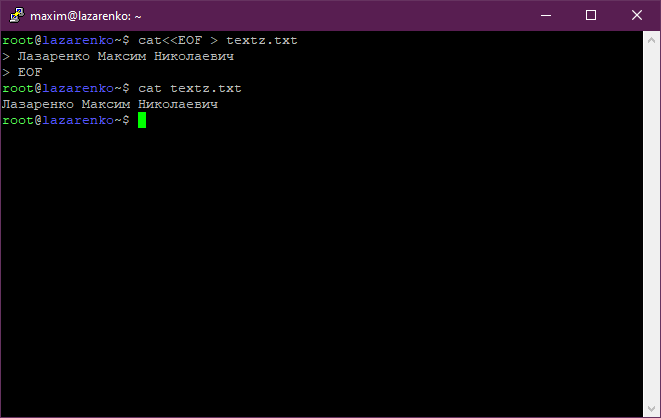 maxim@lazarenko: ~
root@lazarenko~$ cat<<EOF > textz.txt
> Лазаренко Максим Николаевич
> EOF
root@lazarenko~$ cat textz.txt
Лазаренко Максим Николаевич
root@lazarenko~$